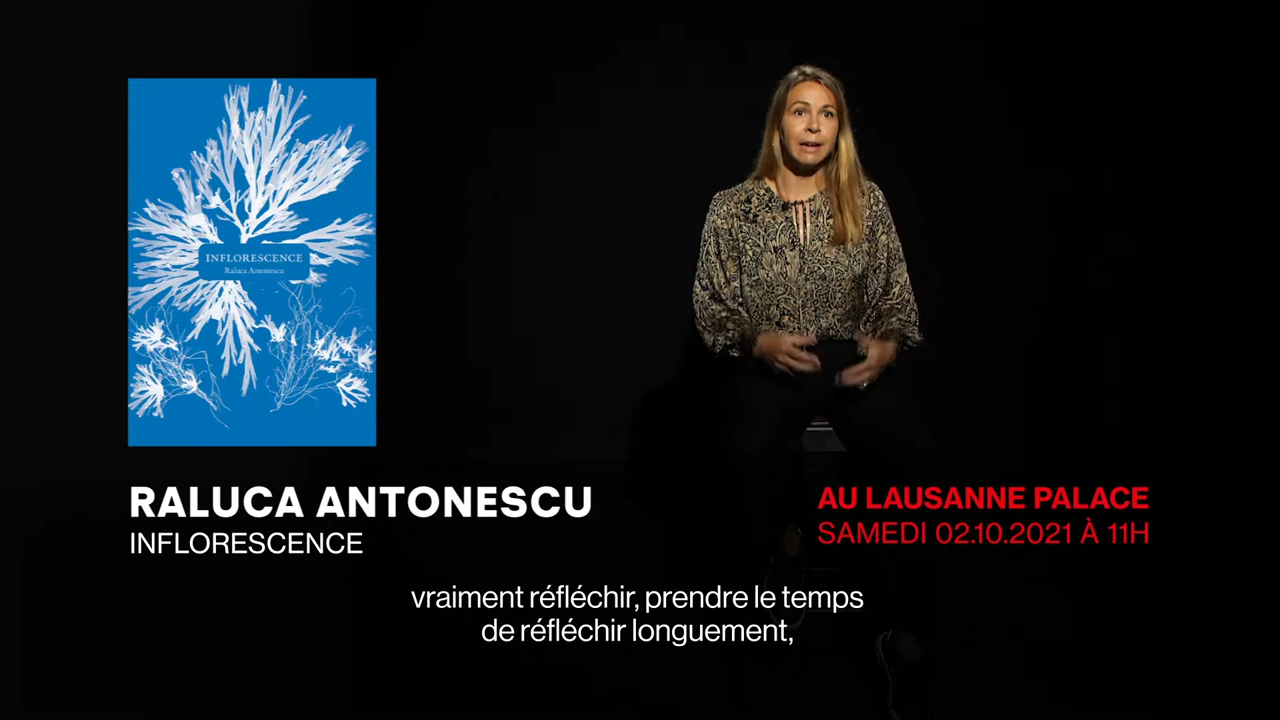 INFLORESCENCE
Raluca Antonescu
RALUCA ANTONESCU
INFLORESCENCE
AU LAUSANNE PALACE
SAMEDI 02.10.2021 À 11H
vraiment réfléchir, prendre le temps
de réfléchir longuement,